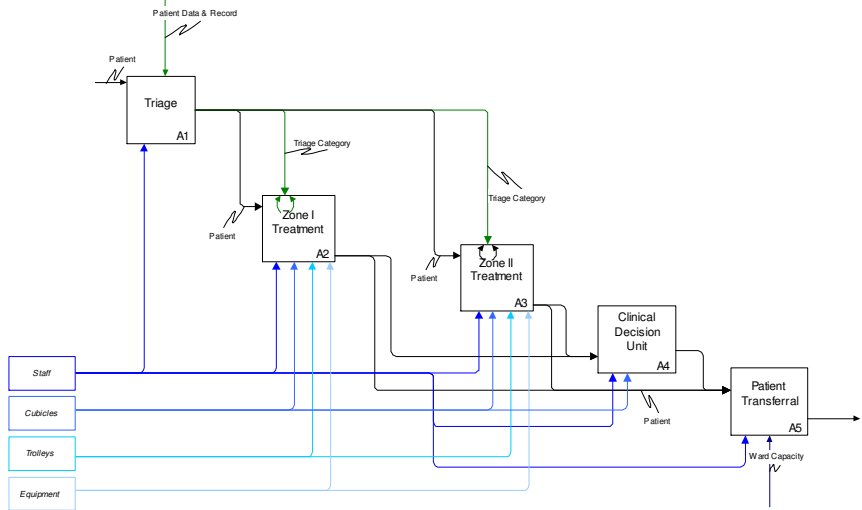 Patient Data & Record
Patient
Triage
A1
Triage Category
Triage Category
Patient
Zone I
Treatment
A2
Patient
Zone II
Treatment
A3
Clinical
Decision
Unit
A4
Staff
Cubicles
Trolleys
Equipment
Patient
Patient
Transferral
A5
Ward Capacity